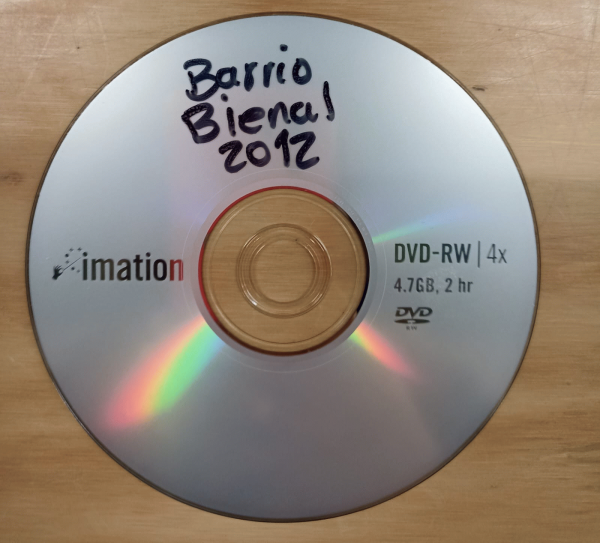 Barrio
Bienal
2012
imation
DVD-RW | 4x
4.7GB, 2 hr
DVD
R W